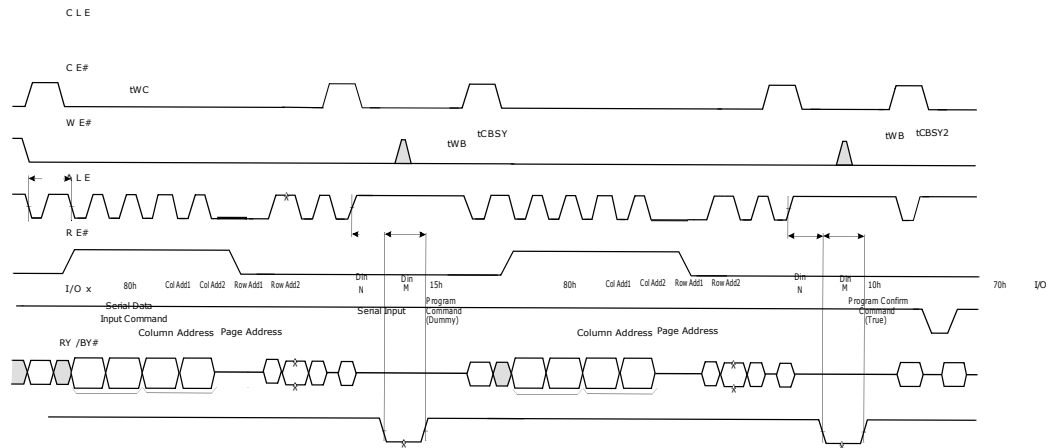 C L E
C E#
tWC
W E#
tCBSY
tWB
tWB
tCBSY2
A L E
R E#
I/O x
80h
Col Add1
Col Add2
Row Add1
Row Add2
Din
N
Din
M
15h
80h
Col Add1
Col Add2
Row Add1
Row Add2
Din
N
Din
M
10h
70h
I/O
Serial Data
Input Command
Column Address
Page Address
Serial Input
Program
Command
(Dummy)
Column Address
Page Address
Program Confirm
Command
(True)
RY /BY#